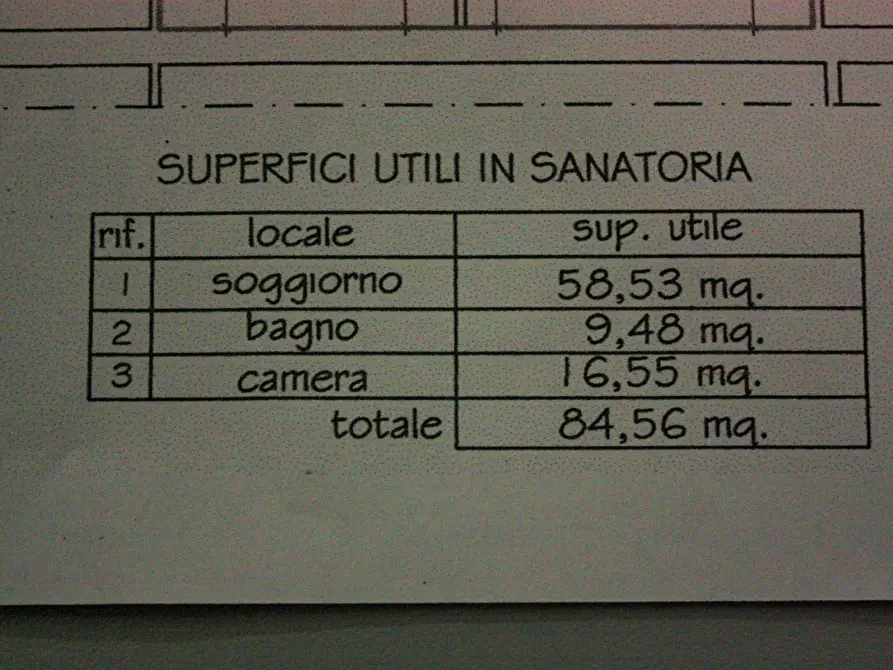 SUPERFICI UTILI IN SANATORIA
rif. locale sup. utile
1 soggiorno 58,53 mq.
2 bagno 9,48 mq.
3 camera 16,55 mq.
totale 84,56 mq.